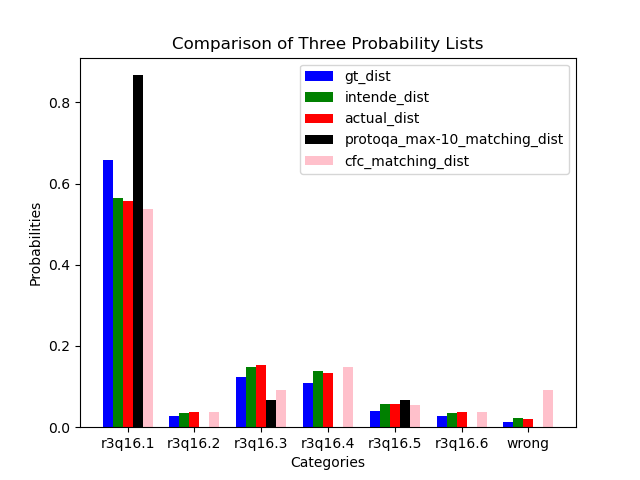 Comparison of Three Probability Lists
gt_dist
intende_dist
actual_dist
protoqa_max-10_matching_dist
cfc_matching_dist
Probabilities
0.8
0.6
0.4
0.2
0.0
r3q16.1 r3q16.2 r3q16.3 r3q16.4 r3q16.5 r3q16.6 wrong
Categories